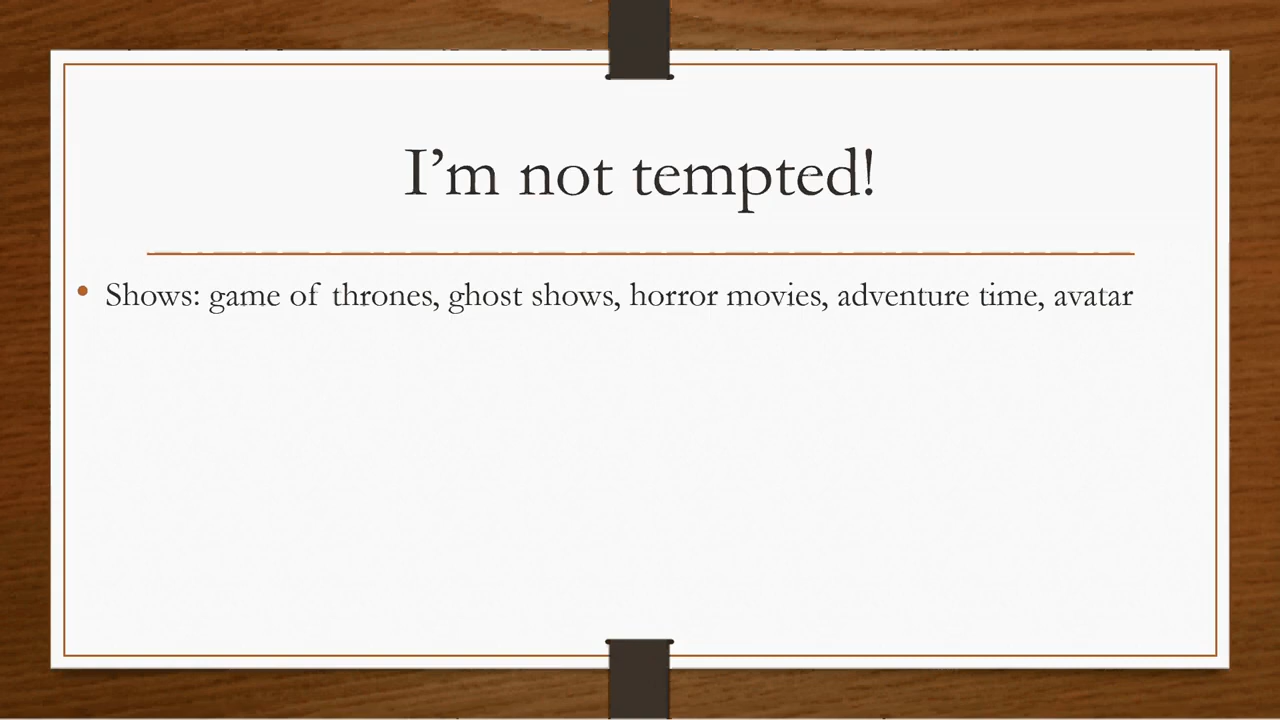 I’m not tempted!
• Shows: game of thrones, ghost shows, horror movies, adventure time, avatar